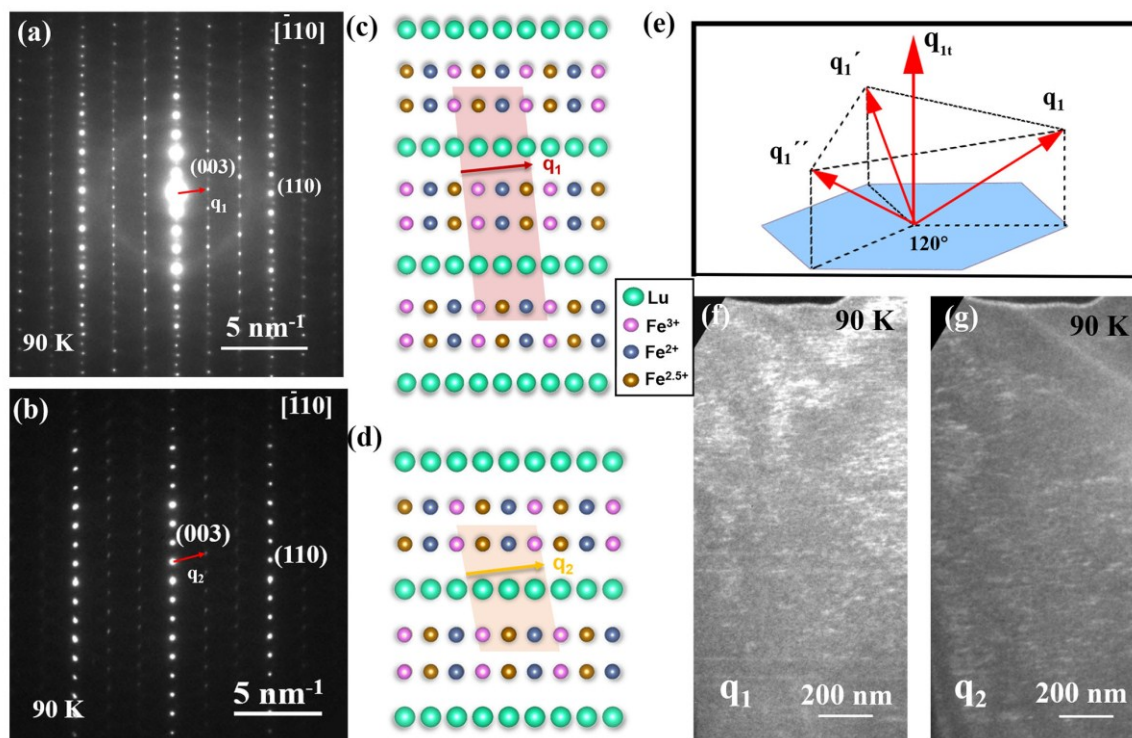 (a)
[1̄10]
(003)
q₁
(110)
90 K
5 nm⁻¹
(b)
[1̄10]
(003)
q₂
(110)
90 K
5 nm⁻¹
(c)
q₁
Lu
Fe³⁺
Fe²⁺
Fe²·⁵⁺
(d)
q₂
(e)
q₁ₜ
q₁′
q₁
q₁′′
120°
(f)
90 K
q₁
200 nm
(g)
90 K
q₂
200 nm